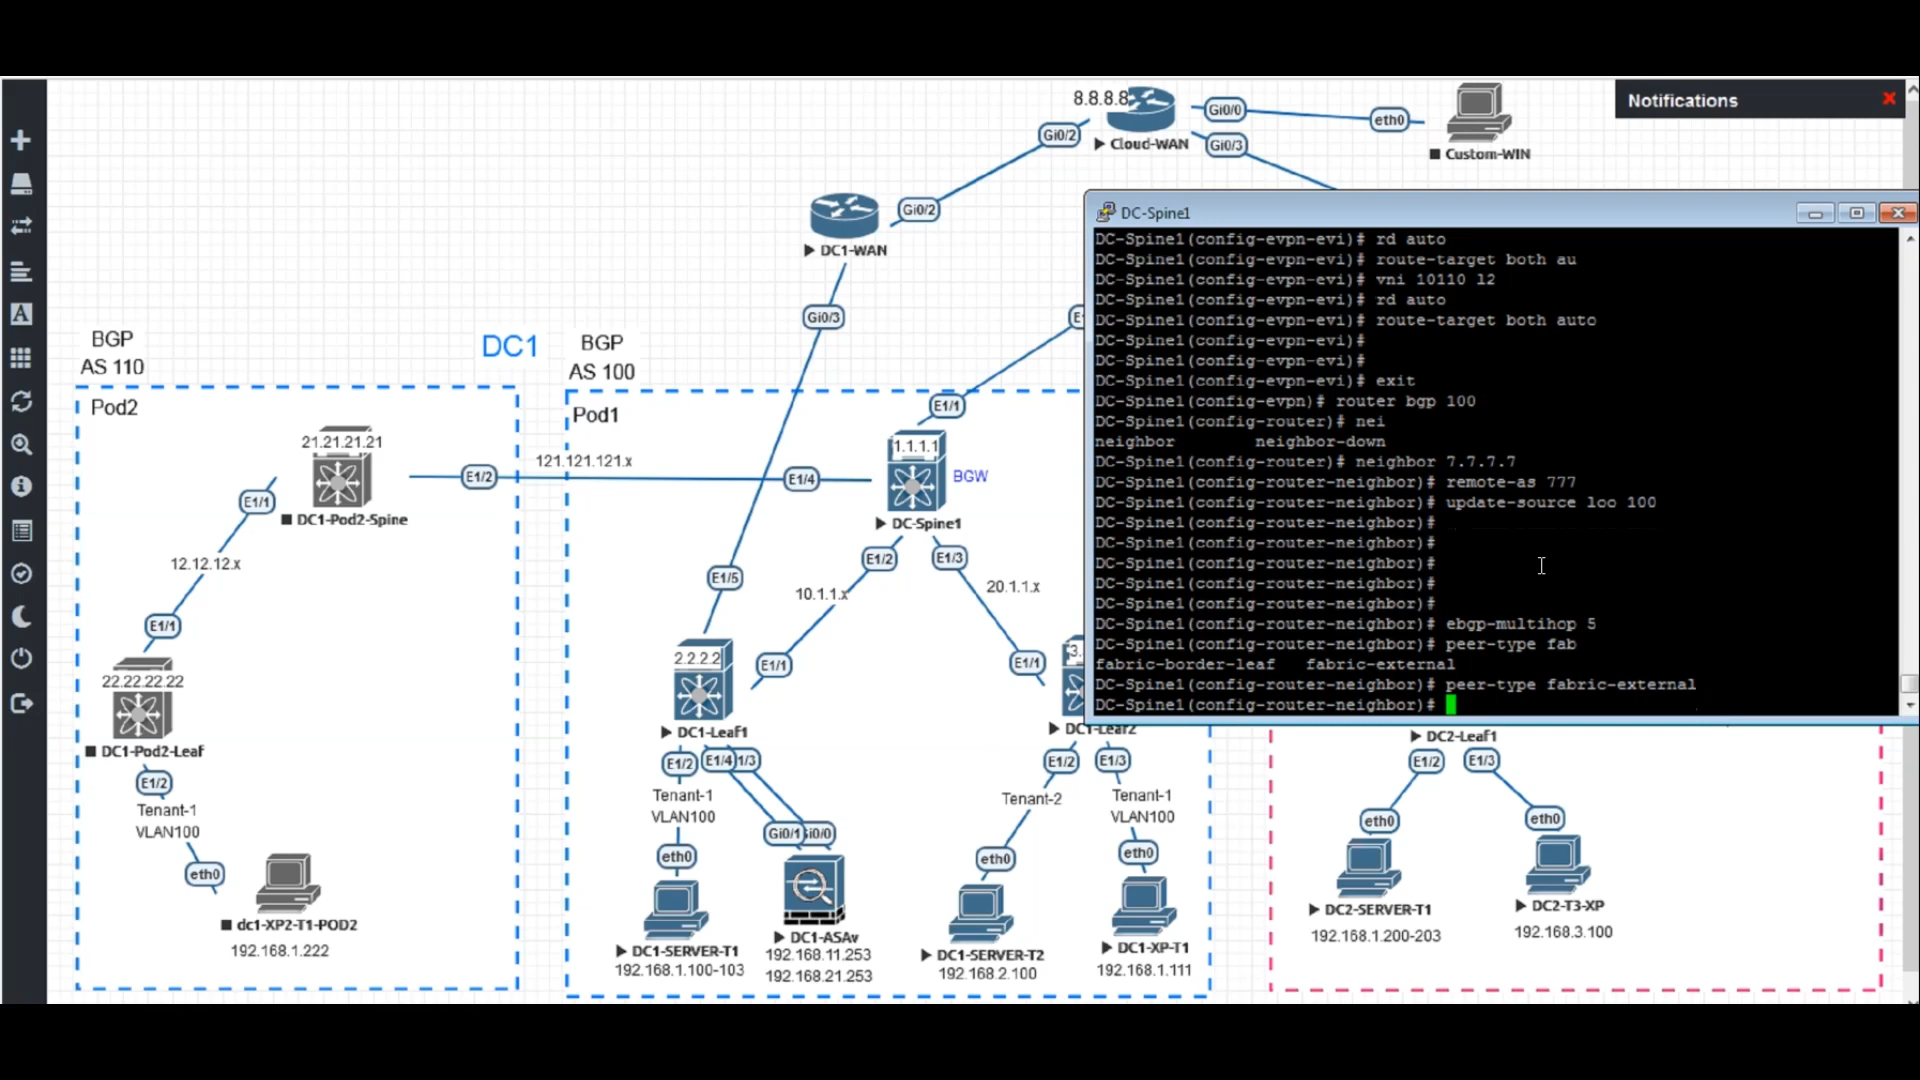 8.8.8.8
Gi0/0
Gi0/2
Cloud-WAN
Gi0/3
eth0
Custom-WIN
Notifications
Gi0/2
DC1-WAN
Gi0/3
BGP
AS 110
DC1
BGP
AS 100
Pod2
Pod1
E1/1
21.21.21.21
E1/2
121.121.121.x
E1/4
1.1.1.1
BGW
E1/1
DC1-Pod2-Spine
DC-Spine1
12.12.12.x
E1/2
E1/3
E1/5
10.1.1.x
20.1.1.x
E1/1
22.22.22.22
2.2.2.2
E1/1
E1/1
3.
DC1-Pod2-Leaf
DC1-Leaf1
DC1-Leaf2
DC2-Leaf1
E1/2
Tenant-1
VLAN100
eth0
dc1-XP2-T1-POD2
192.168.1.222
E1/2
E1/4
1/3
Tenant-1
VLAN100
Gi0/1
Gi0/0
eth0
DC1-SERVER-T1
192.168.1.100-103
DC1-ASAv
192.168.11.253
192.168.21.253
E1/2
E1/3
Tenant-2
Tenant-1
VLAN100
eth0
eth0
DC1-SERVER-T2
192.168.2.100
DC1-XP-T1
192.168.1.111
E1/2
E1/3
eth0
eth0
DC2-SERVER-T1
192.168.1.200-203
DC2-T3-XP
192.168.3.100
DC-Spine1
DC-Spine1(config-evpn-evi)# rd auto
DC-Spine1(config-evpn-evi)# route-target both au
DC-Spine1(config-evpn-evi)# vni 10110 l2
DC-Spine1(config-evpn-evi)# rd auto
DC-Spine1(config-evpn-evi)# route-target both auto
DC-Spine1(config-evpn-evi)#
DC-Spine1(config-evpn-evi)#
DC-Spine1(config-evpn-evi)# exit
DC-Spine1(config-evpn)# router bgp 100
DC-Spine1(config-router)# nei
neighbor neighbor-down
DC-Spine1(config-router)# neighbor 7.7.7.7
DC-Spine1(config-router-neighbor)# remote-as 777
DC-Spine1(config-router-neighbor)# update-source loo 100
DC-Spine1(config-router-neighbor)#
DC-Spine1(config-router-neighbor)#
DC-Spine1(config-router-neighbor)#
DC-Spine1(config-router-neighbor)#
DC-Spine1(config-router-neighbor)#
DC-Spine1(config-router-neighbor)# ebgp-multihop 5
DC-Spine1(config-router-neighbor)# peer-type fab
fabric-border-leaf fabric-external
DC-Spine1(config-router-neighbor)# peer-type fabric-external
DC-Spine1(config-router-neighbor)#